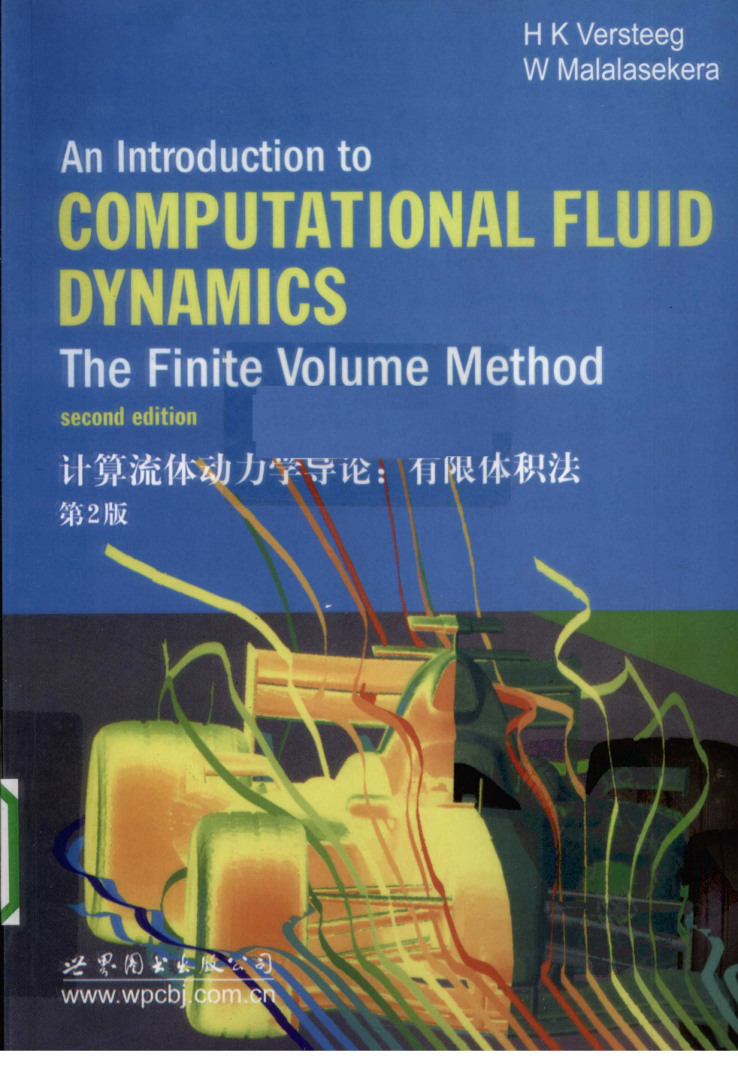 H K Versteeg
W Malalasekera
An Introduction to
COMPUTATIONAL FLUID
DYNAMICS
The Finite Volume Method
second edition
计算流体动力学导论：有限体积法
第2版
世界图书出版公司
www.wpcbj.com.cn